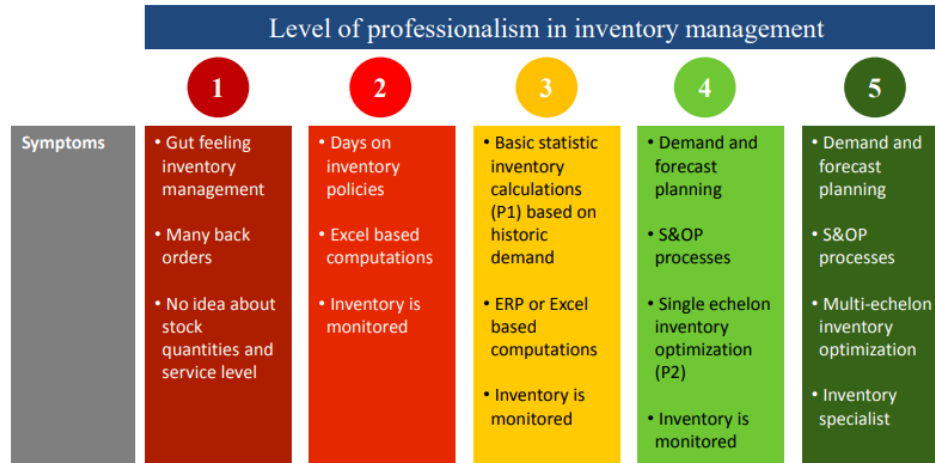 Level of professionalism in inventory management
1
2
3
4
5
Symptoms
• Gut feeling
inventory
management
• Many back
orders
• No idea about
stock
quantities and
service level
• Days on
inventory
policies
• Excel based
computations
• Inventory is
monitored
• Basic statistic
inventory
calculations
(P1) based on
historic
demand
• ERP or Excel
based
computations
• Inventory is
monitored
• Demand and
forecast
planning
• S&OP
processes
• Single echelon
inventory
optimization
(P2)
• Inventory is
monitored
• Demand and
forecast
planning
• S&OP
processes
• Multi-echelon
inventory
optimization
• Inventory
specialist